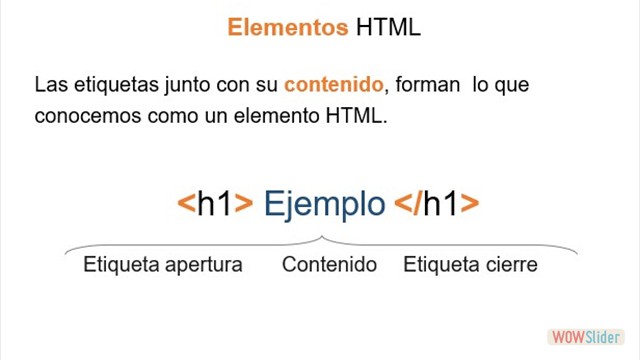 Elementos HTML
Las etiquetas junto con su contenido, forman lo que
conocemos como un elemento HTML.
<h1> Ejemplo </h1>
Etiqueta apertura Contenido Etiqueta cierre
WOWSlider